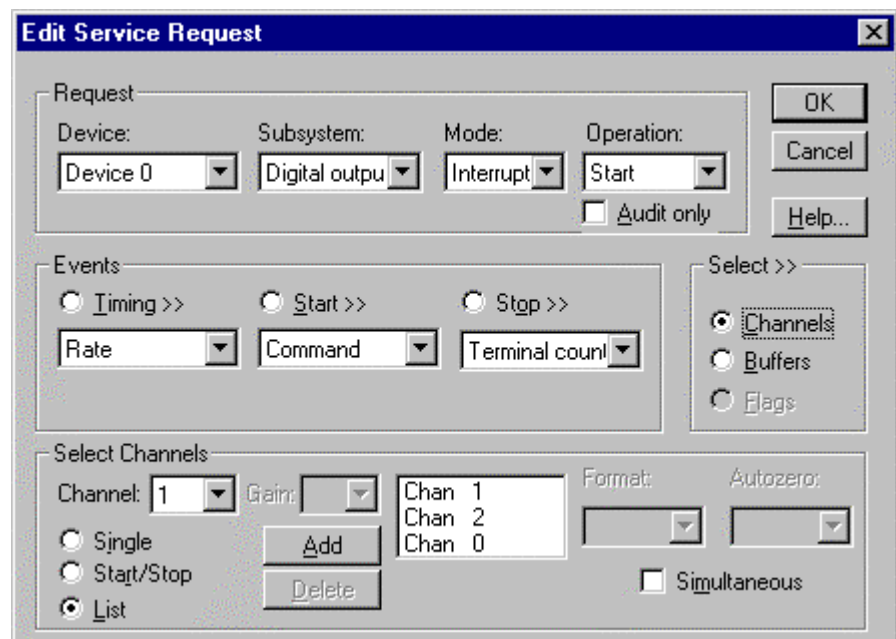 Edit Service Request
Request
Device: Subsystem: Mode: Operation:
Device 0 Digital outpu Interrupt Start
Audit only
OK
Cancel
Help...
Events
Timing >> Start >> Stop >>
Rate Command Terminal count
Select >>
Channels
Buffers
Flags
Select Channels
Channel: 1 Gain:
Single
Start/Stop
List
Add
Delete
Chan 1
Chan 2
Chan 0
Format: Autozero:
Simultaneous